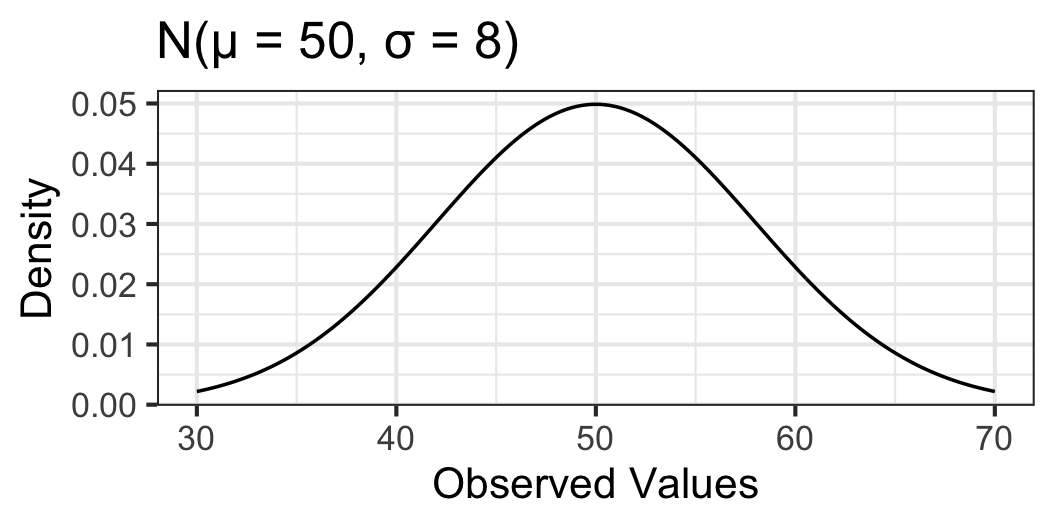 N(μ = 50, σ = 8)
0.05
0.04
0.03
0.02
0.01
0.00
Density
30 40 50 60 70
Observed Values